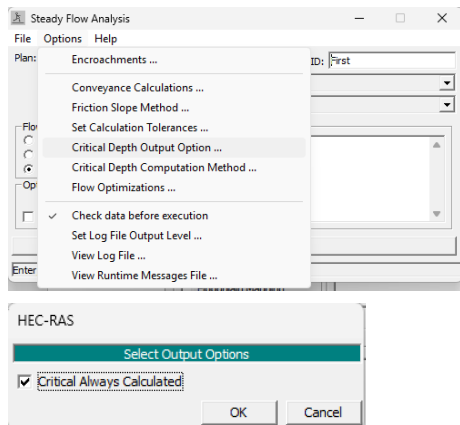 Steady Flow Analysis
File Options Help
Plan:
ID: First
Encroachments ...
Conveyance Calculations ...
Friction Slope Method ...
Set Calculation Tolerances ...
Critical Depth Output Option ...
Critical Depth Computation Method ...
Flow Optimizations ...
Check data before execution
Set Log File Output Level ...
View Log File ...
View Runtime Messages File ...
Flo
Op
Enter
HEC-RAS
Select Output Options
Critical Always Calculated
OK Cancel